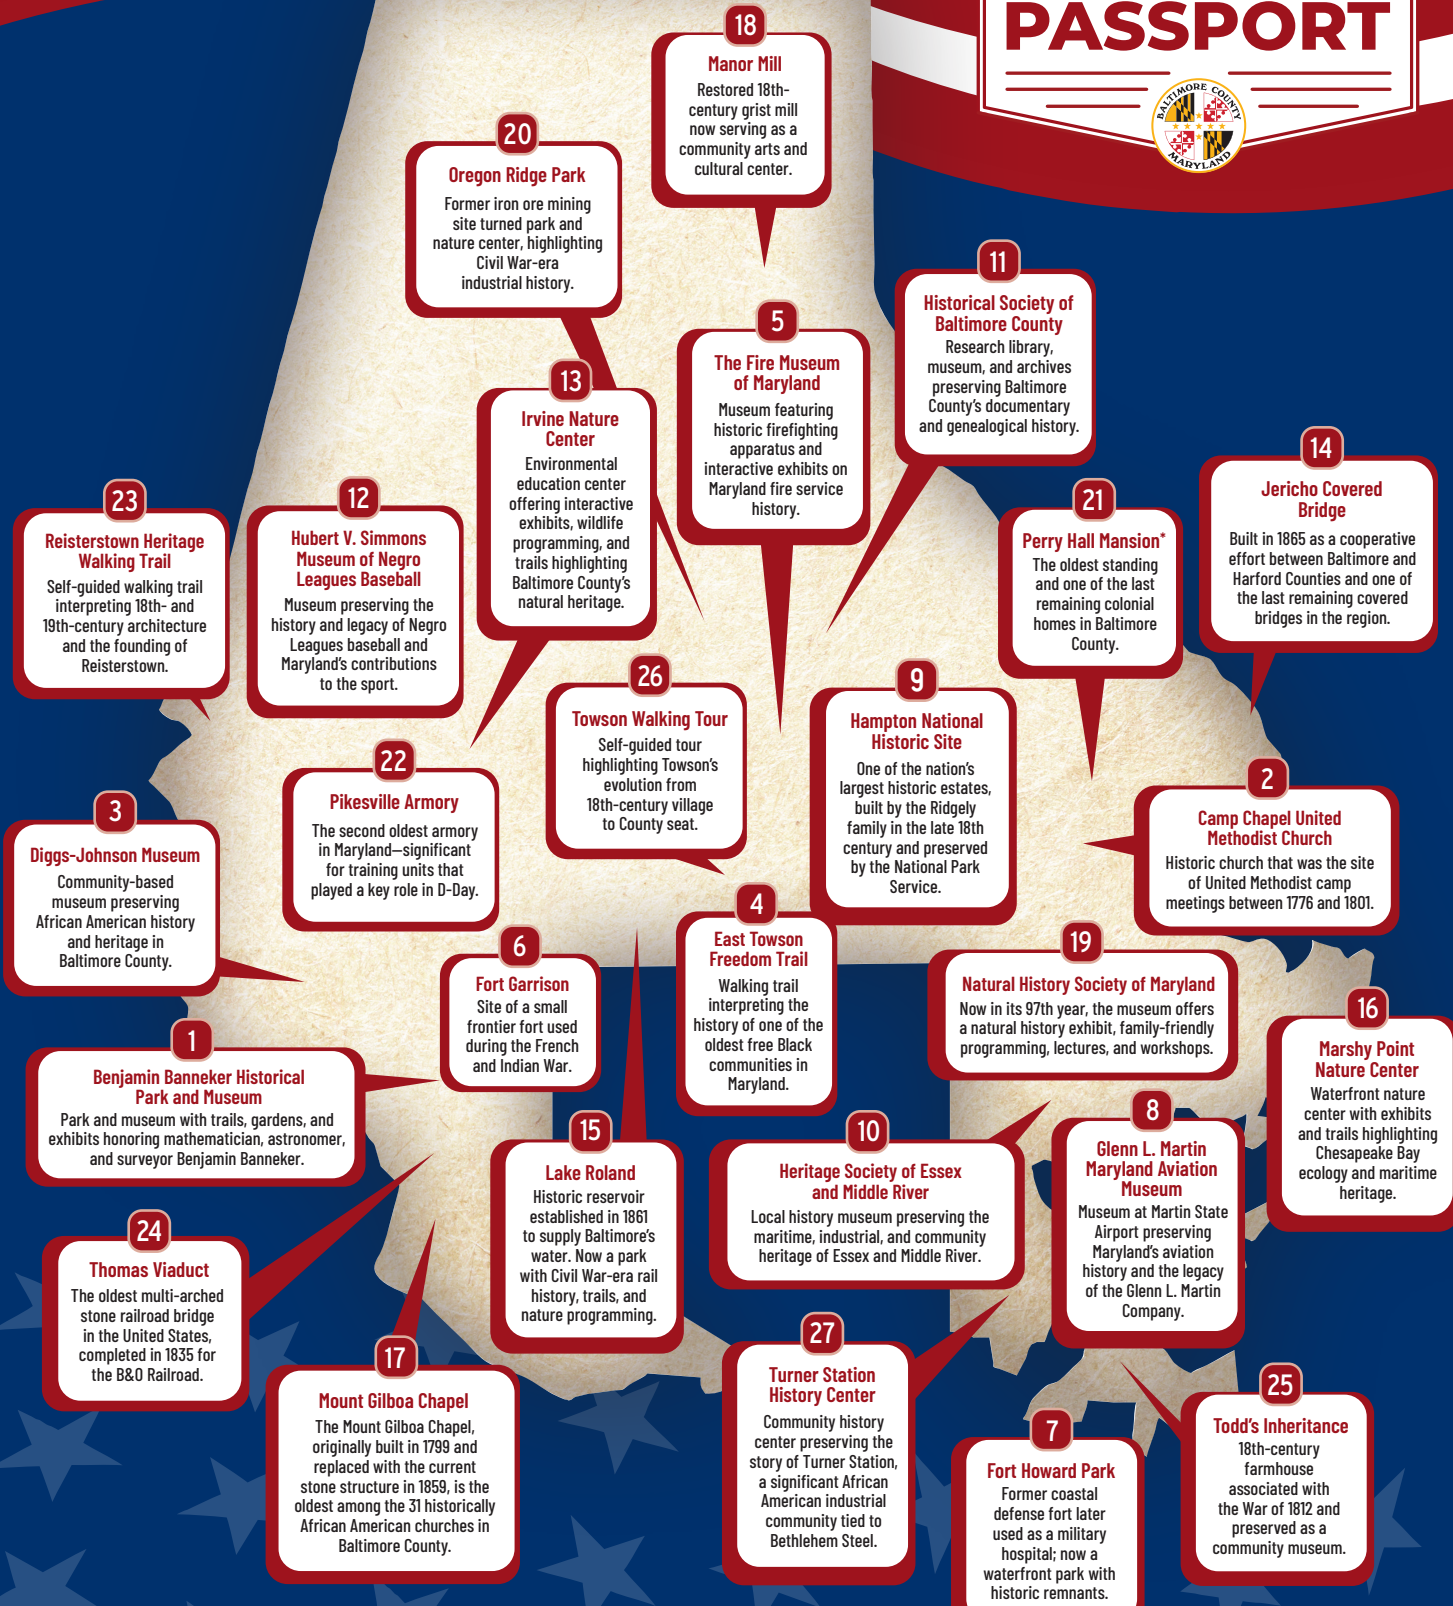 PASSPORT
BALTIMORE COUNTY
MARYLAND
18
Manor Mill
Restored 18th-
century grist mill
now serving as a
community arts and
cultural center.
20
Oregon Ridge Park
Former iron ore mining
site turned park and
nature center, highlighting
Civil War-era
industrial history.
11
Historical Society of
Baltimore County
Research library,
museum, and archives
preserving Baltimore
County's documentary
and genealogical history.
5
The Fire Museum
of Maryland
Museum featuring
historic firefighting
apparatus and
interactive exhibits on
Maryland fire service
history.
13
Irvine Nature
Center
Environmental
education center
offering interactive
exhibits, wildlife
programming, and
trails highlighting
Baltimore County's
natural heritage.
14
Jericho Covered
Bridge
Built in 1865 as a cooperative
effort between Baltimore and
Harford Counties and one of
the last remaining covered
bridges in the region.
23
Reisterstown Heritage
Walking Trail
Self-guided walking trail
interpreting 18th- and
19th-century architecture
and the founding of
Reisterstown.
12
Hubert V. Simmons
Museum of Negro
Leagues Baseball
Museum preserving the
history and legacy of Negro
Leagues baseball and
Maryland's contributions
to the sport.
21
Perry Hall Mansion*
The oldest standing
and one of the last
remaining colonial
homes in Baltimore
County.
26
Towson Walking Tour
Self-guided tour
highlighting Towson's
evolution from
18th-century village
to County seat.
9
Hampton National
Historic Site
One of the nation's
largest historic estates,
built by the Ridgely
family in the late 18th
century and preserved
by the National Park
Service.
22
Pikesville Armory
The second oldest armory
in Maryland—significant
for training units that
played a key role in D-Day.
2
Camp Chapel United
Methodist Church
Historic church that was the site
of United Methodist camp
meetings between 1776 and 1801.
3
Diggs-Johnson Museum
Community-based
museum preserving
African American history
and heritage in
Baltimore County.
4
East Towson
Freedom Trail
Walking trail
interpreting the
history of one of the
oldest free Black
communities in
Maryland.
6
Fort Garrison
Site of a small
frontier fort used
during the French
and Indian War.
19
Natural History Society of Maryland
Now in its 97th year, the museum offers
a natural history exhibit, family-friendly
programming, lectures, and workshops.
16
Marshy Point
Nature Center
Waterfront nature
center with exhibits
and trails highlighting
Chesapeake Bay
ecology and maritime
heritage.
1
Benjamin Banneker Historical
Park and Museum
Park and museum with trails, gardens, and
exhibits honoring mathematician, astronomer,
and surveyor Benjamin Banneker.
15
Lake Roland
Historic reservoir
established in 1861
to supply Baltimore's
water. Now a park
with Civil War-era rail
history, trails, and
nature programming.
10
Heritage Society of Essex
and Middle River
Local history museum preserving the
maritime, industrial, and community
heritage of Essex and Middle River.
8
Glenn L. Martin
Maryland Aviation
Museum
Museum at Martin State
Airport preserving
Maryland's aviation
history and the legacy
of the Glenn L. Martin
Company.
24
Thomas Viaduct
The oldest multi-arched
stone railroad bridge
in the United States,
completed in 1835 for
the B&O Railroad.
17
Mount Gilboa Chapel
The Mount Gilboa Chapel,
originally built in 1799 and
replaced with the current
stone structure in 1859, is the
oldest among the 31 historically
African American churches in
Baltimore County.
27
Turner Station
History Center
Community history
center preserving the
story of Turner Station,
a significant African
American industrial
community tied to
Bethlehem Steel.
7
Fort Howard Park
Former coastal
defense fort later
used as a military
hospital; now a
waterfront park with
historic remnants.
25
Todd's Inheritance
18th-century
farmhouse
associated with
the War of 1812 and
preserved as a
community museum.